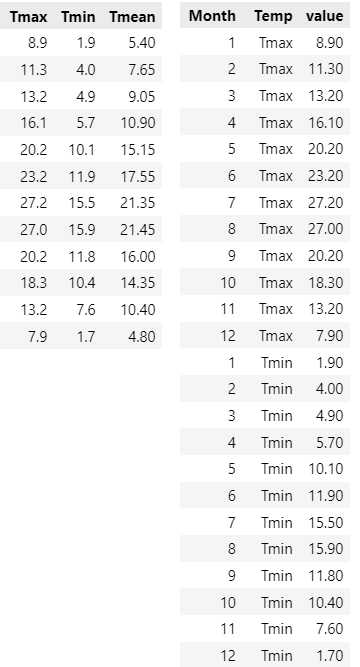 Tmax Tmin Tmean
8.9 1.9 5.40
11.3 4.0 7.65
13.2 4.9 9.05
16.1 5.7 10.90
20.2 10.1 15.15
23.2 11.9 17.55
27.2 15.5 21.35
27.0 15.9 21.45
20.2 11.8 16.00
18.3 10.4 14.35
13.2 7.6 10.40
7.9 1.7 4.80
Month Temp value
1 Tmax 8.90
2 Tmax 11.30
3 Tmax 13.20
4 Tmax 16.10
5 Tmax 20.20
6 Tmax 23.20
7 Tmax 27.20
8 Tmax 27.00
9 Tmax 20.20
10 Tmax 18.30
11 Tmax 13.20
12 Tmax 7.90
1 Tmin 1.90
2 Tmin 4.00
3 Tmin 4.90
4 Tmin 5.70
5 Tmin 10.10
6 Tmin 11.90
7 Tmin 15.50
8 Tmin 15.90
9 Tmin 11.80
10 Tmin 10.40
11 Tmin 7.60
12 Tmin 1.70